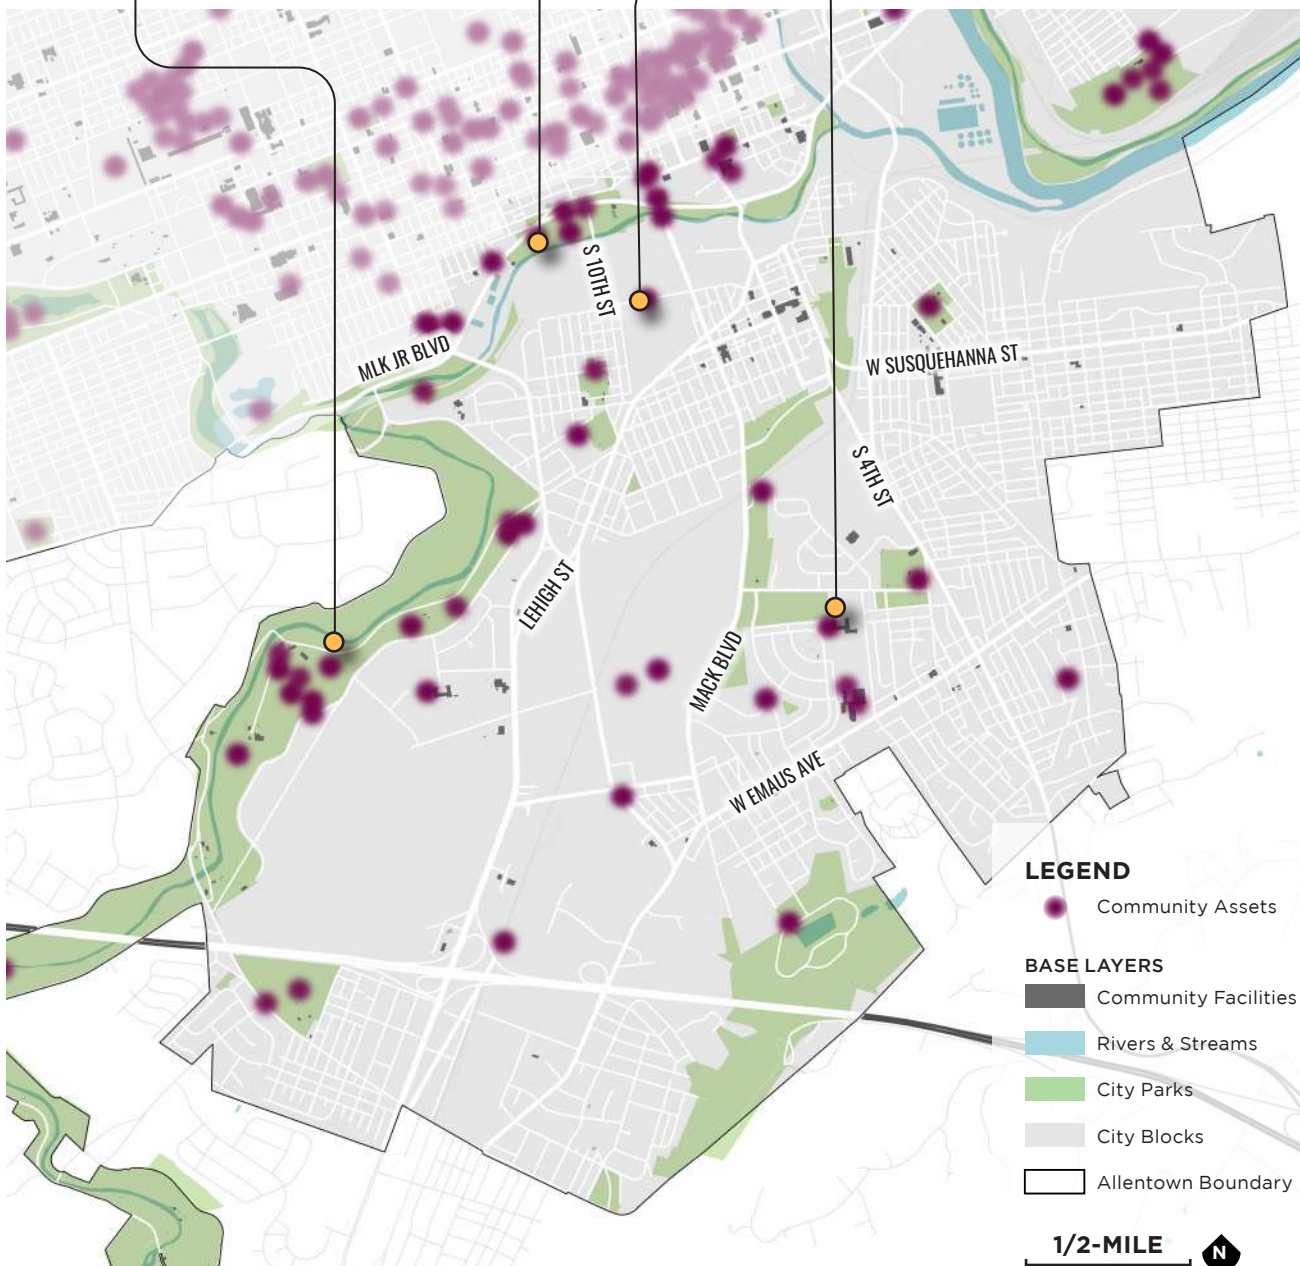 S 10TH ST
MLK JR BLVD
W SUSQUEHANNA ST
S 4TH ST
LEHIGH ST
MACK BLVD
W EMAUS AVE
LEGEND
Community Assets
BASE LAYERS
Community Facilities
Rivers & Streams
City Parks
City Blocks
Allentown Boundary
1/2-MILE
N